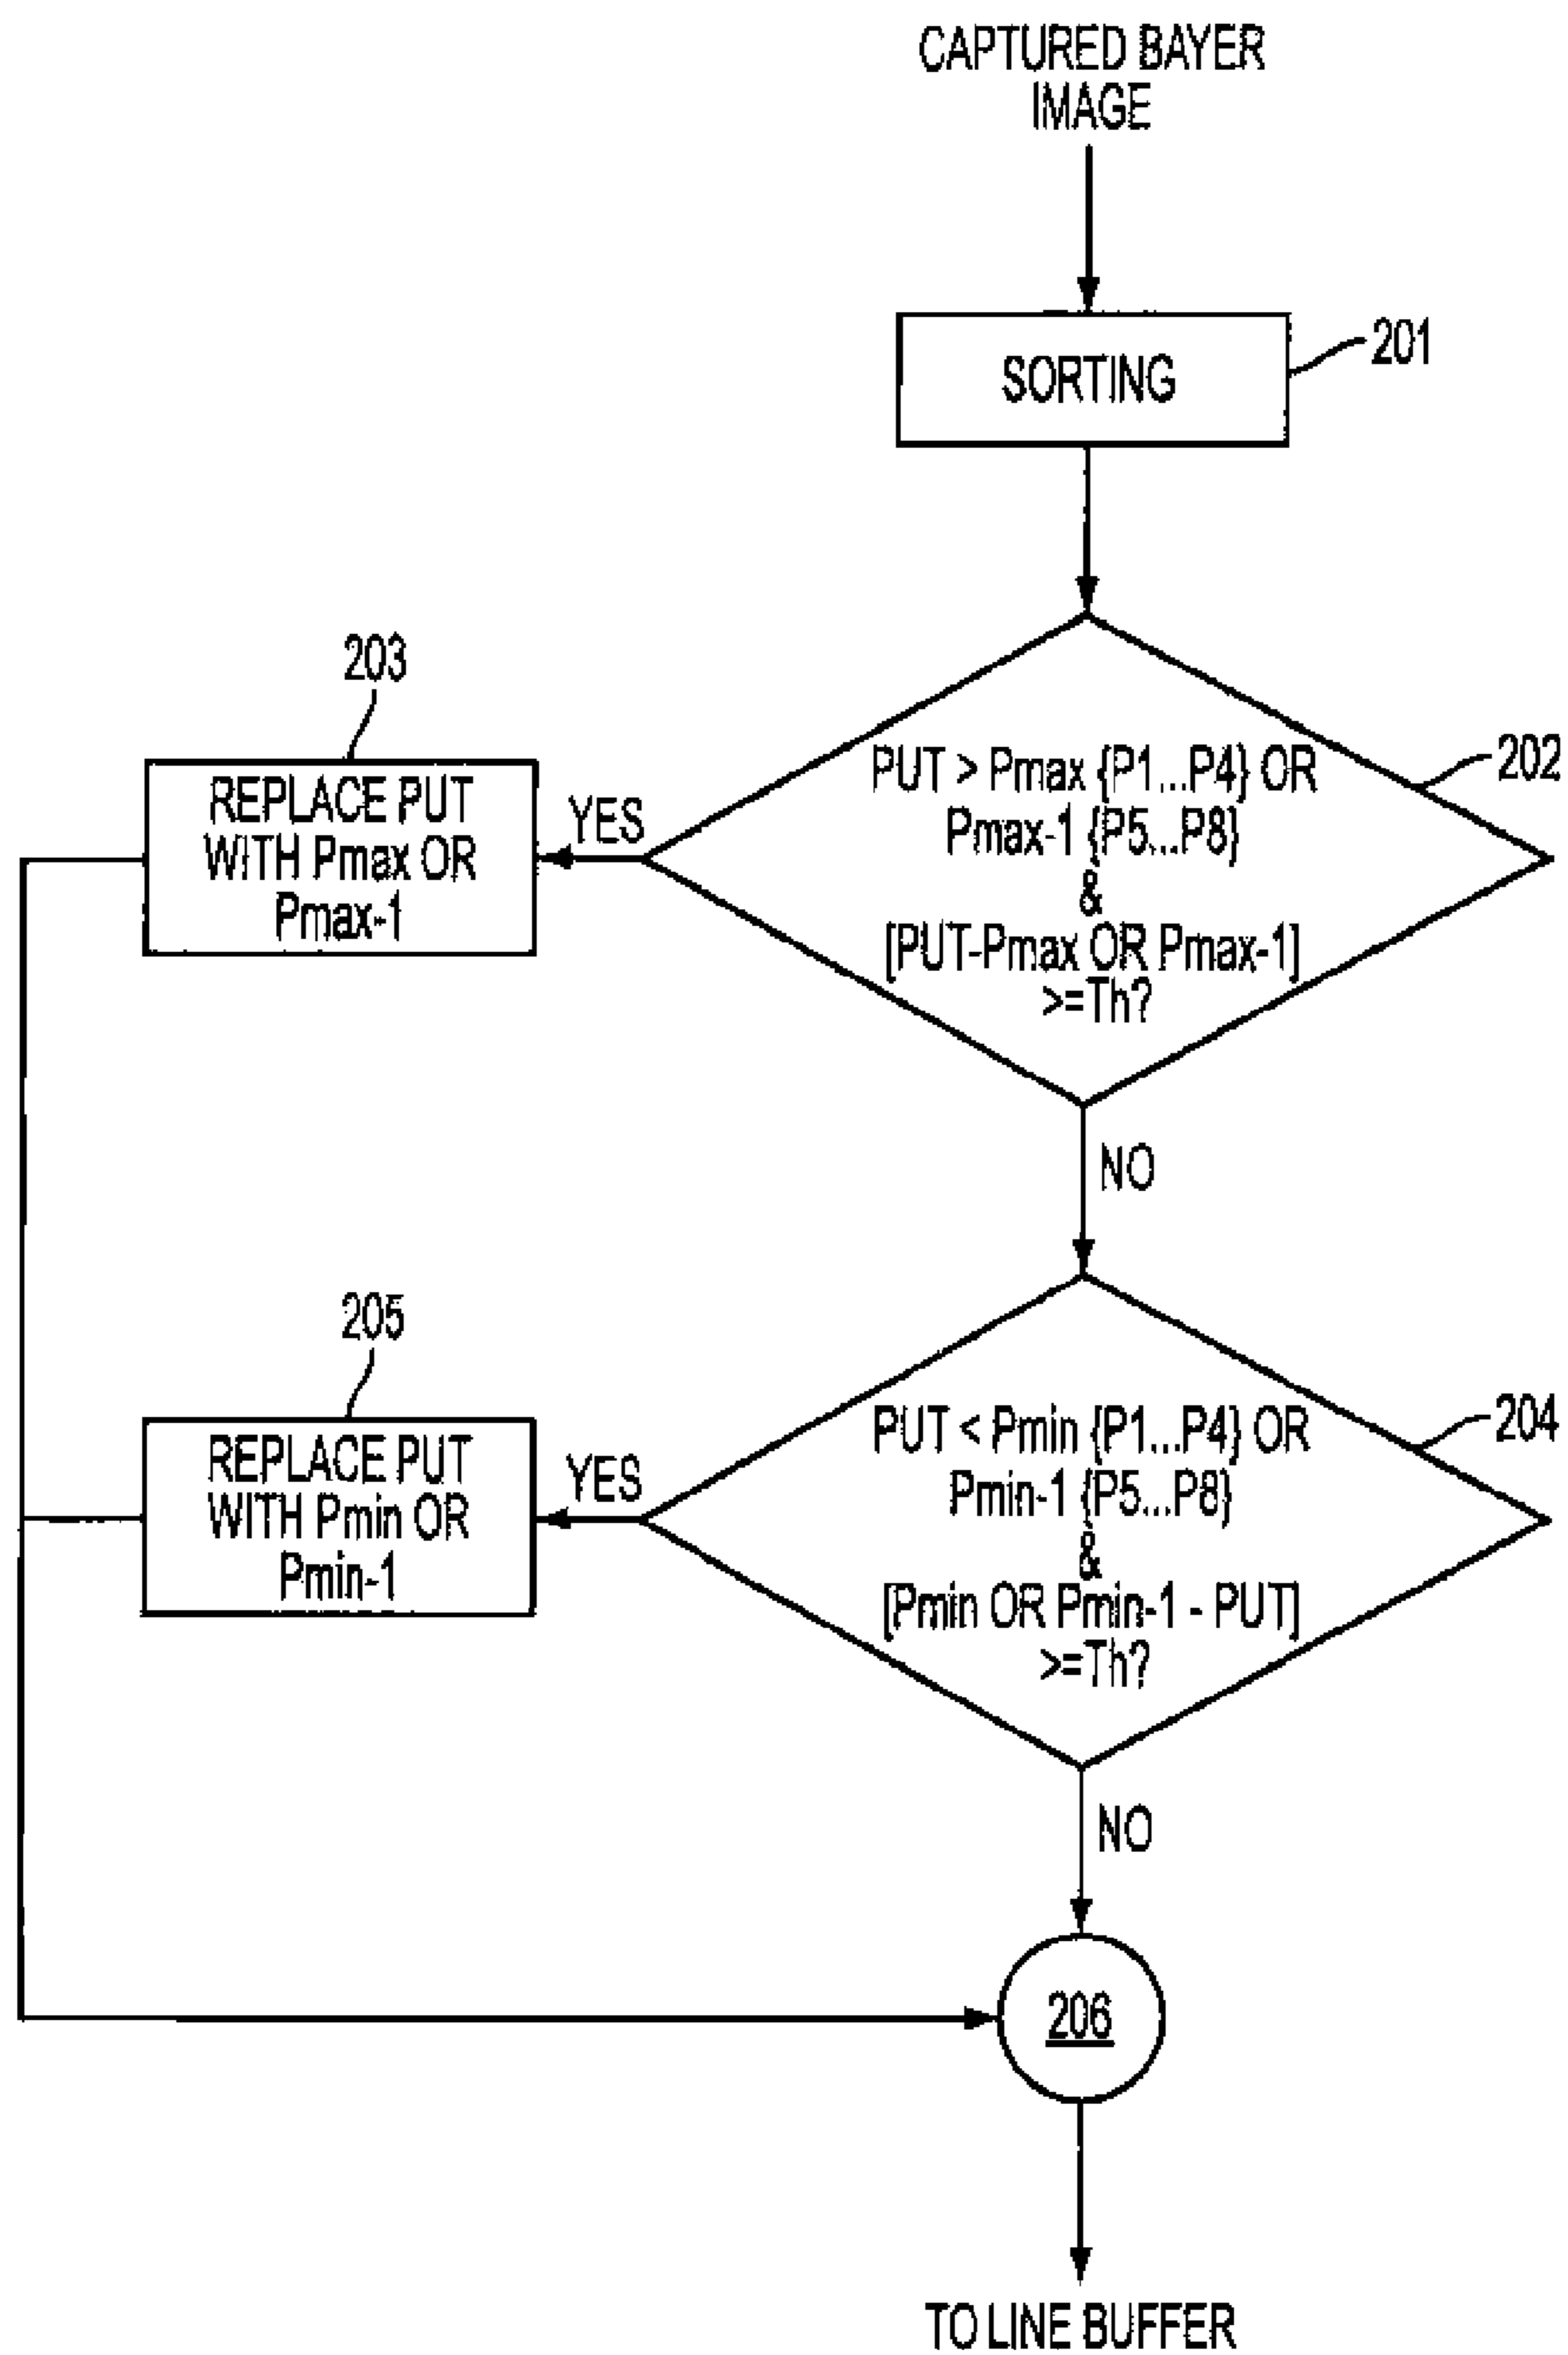 CAPTURED BAYER
IMAGE
SORTING
201
203
REPLACE PUT
WITH Pmax OR
Pmax-1
YES
PUT > Pmax {P1...P4} OR
Pmax-1 {P5...P8}
&
[PUT-Pmax OR Pmax-1]
>=Th?
202
NO
205
REPLACE PUT
WITH Pmin OR
Pmin-1
YES
PUT < Pmin {P1...P4} OR
Pmin-1 {P5...P8}
&
[Pmin OR Pmin-1 - PUT]
>=Th?
204
NO
206
TO LINE BUFFER